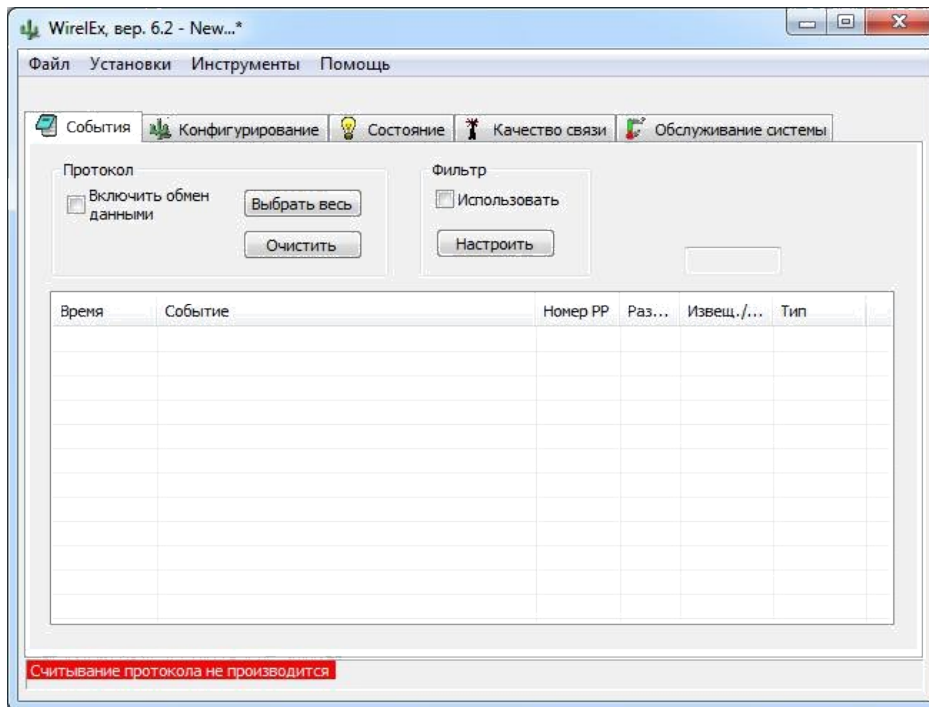 WirelEx, вер. 6.2 - New...*
Файл Установки Инструменты Помощь
События Конфигурирование Состояние Качество связи Обслуживание системы
Протокол Фильтр
Включить обмен
данными
Выбрать весь
Использовать
Очистить
Настроить
Время Событие Номер РР Раз... Извещ./... Тип
Считывание протокола не производится